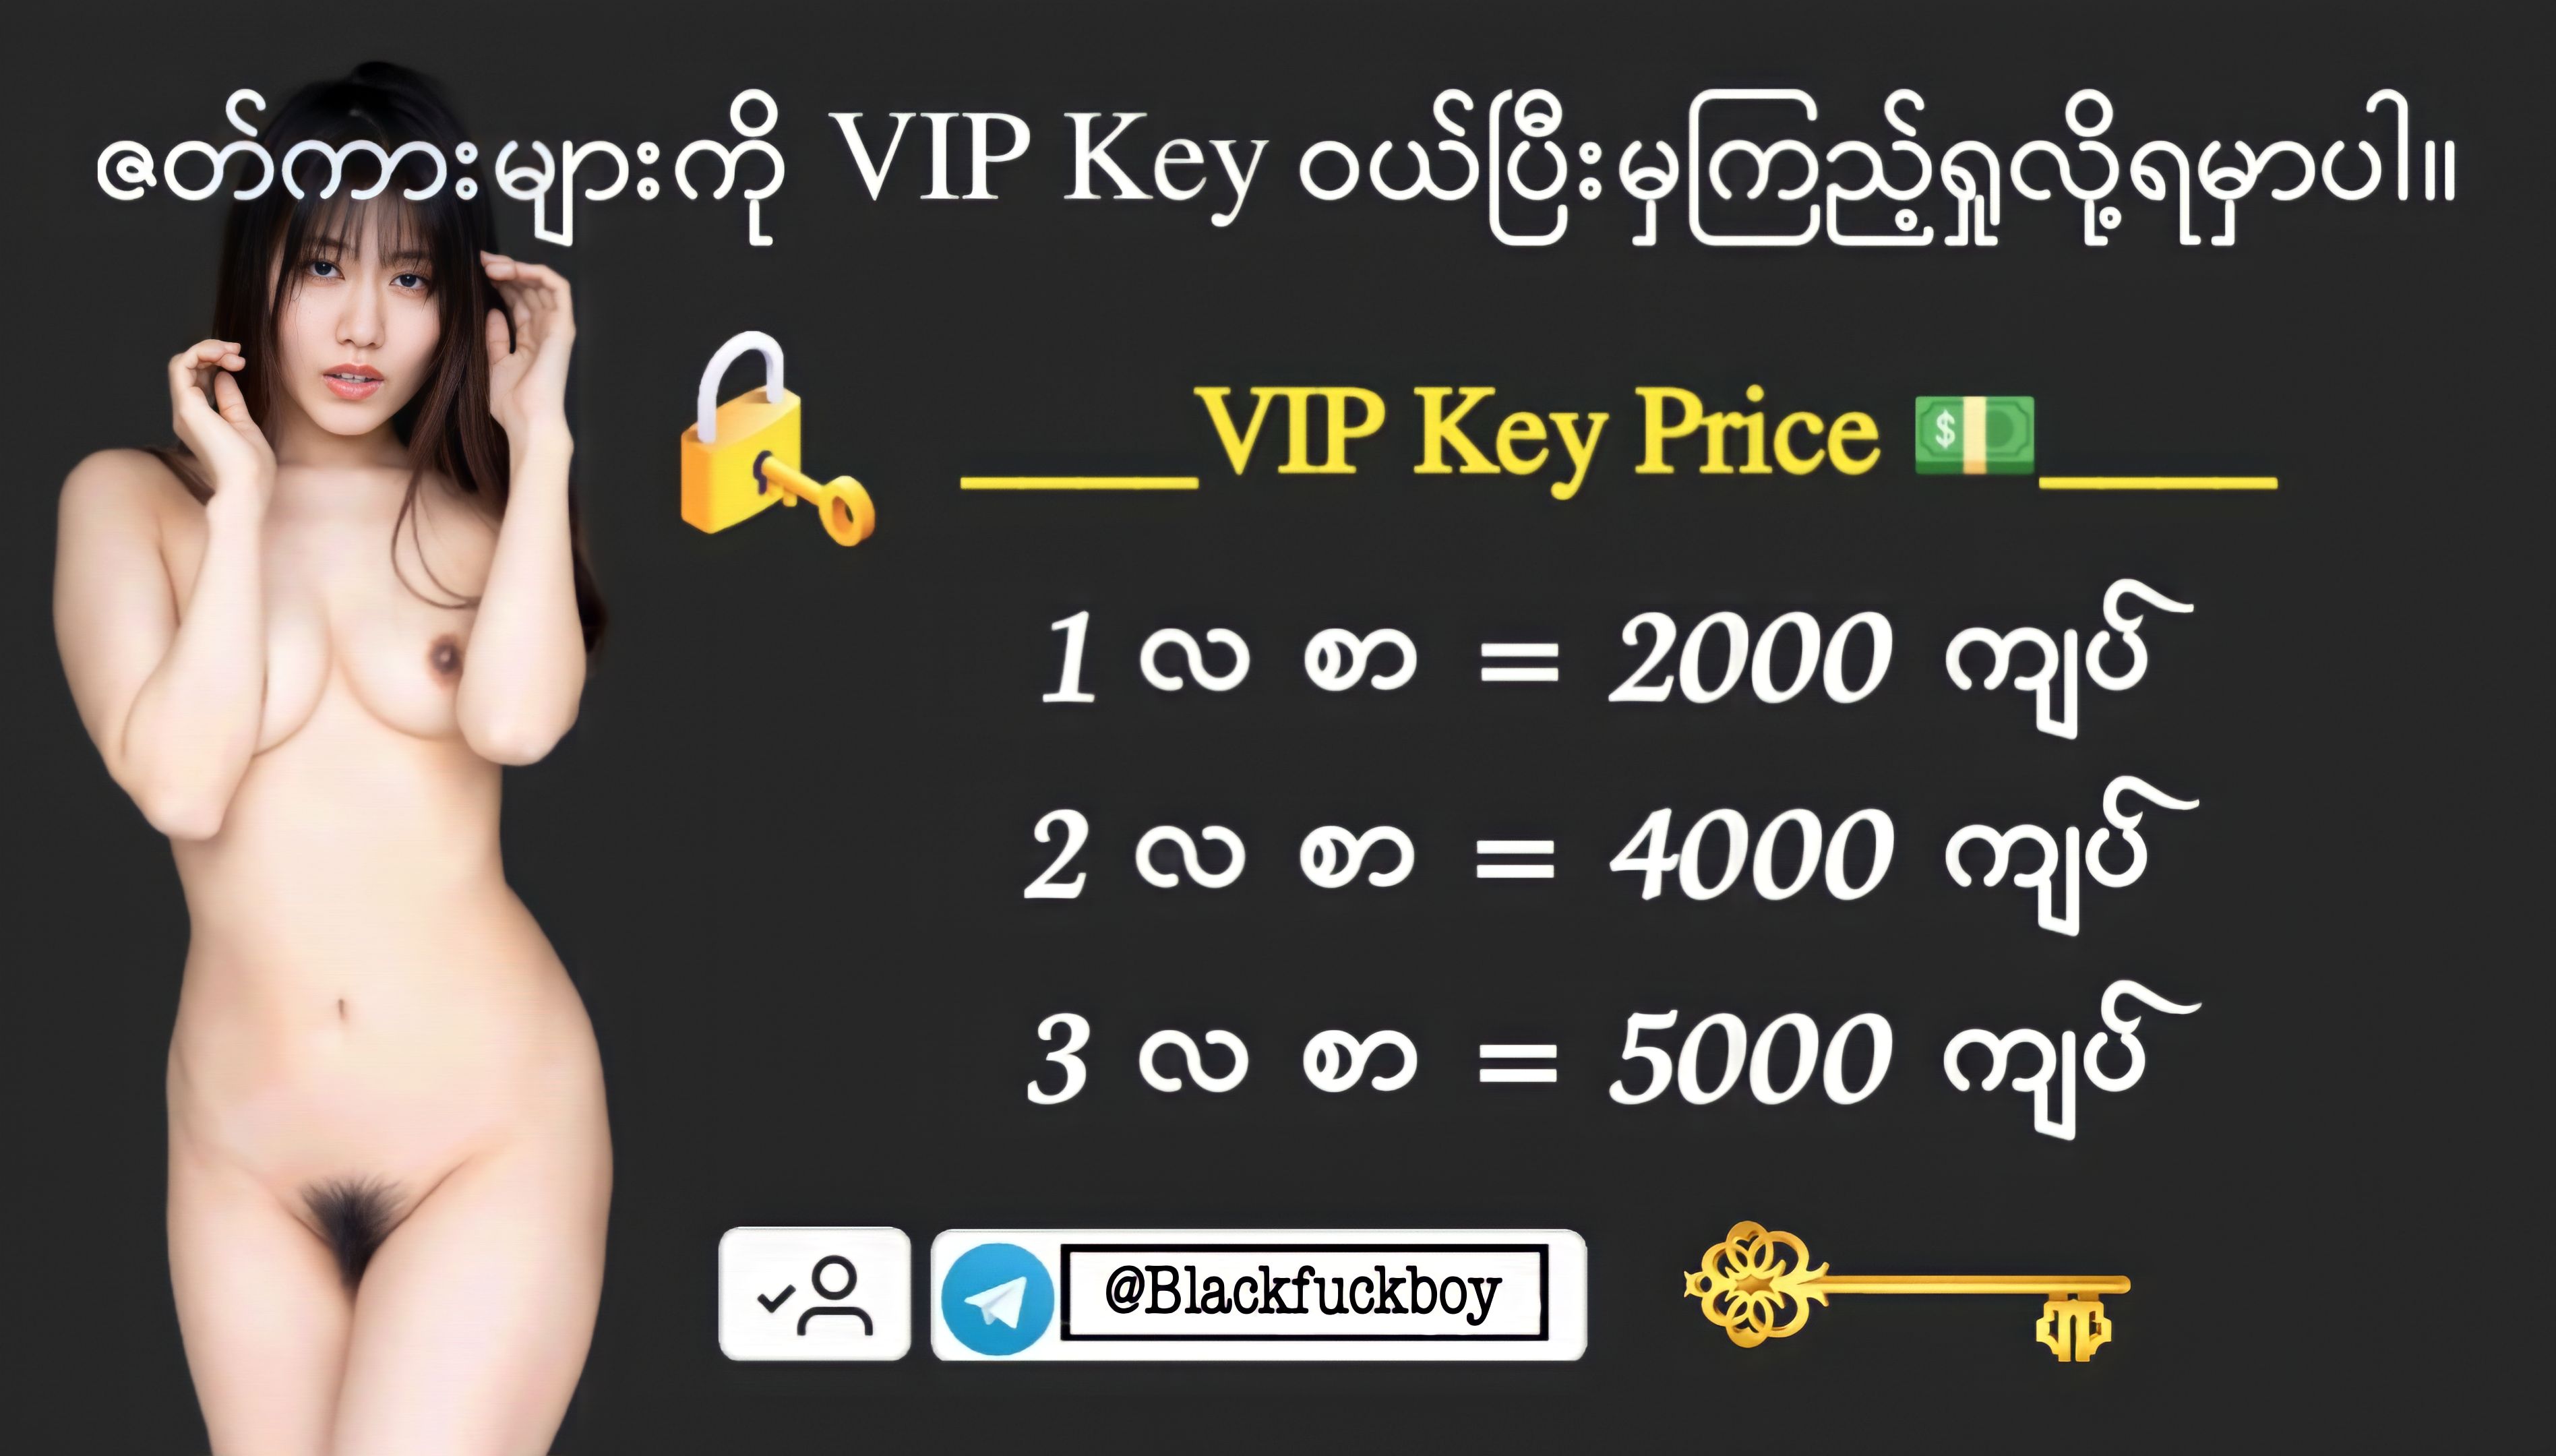 ဇတ်ကားများကို VIP Key ဝယ်ပြီးမှကြည့်ရှုလို့ရမှာပါ။
____VIP Key Price 💵____
1 လ စာ = 2000 ကျပ်
2 လ စာ = 4000 ကျပ်
3 လ စာ = 5000 ကျပ်
@Blackfuckboy